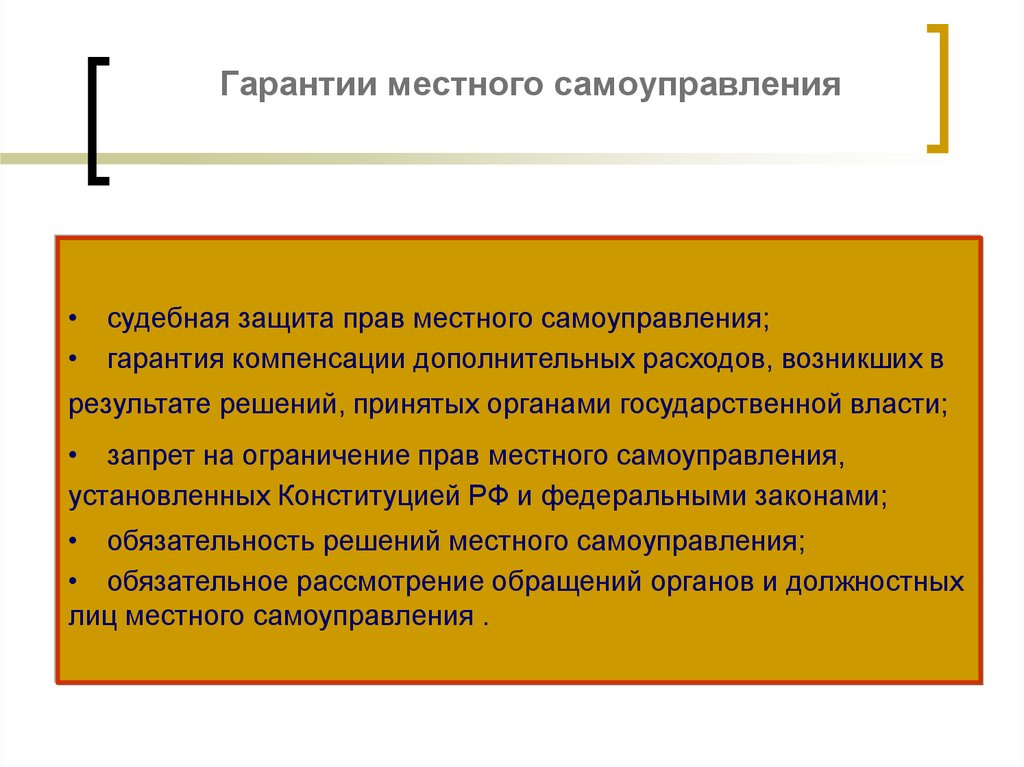 Гарантии местного самоуправления
• судебная защита прав местного самоуправления;
• гарантия компенсации дополнительных расходов, возникших в
результате решений, принятых органами государственной власти;
• запрет на ограничение прав местного самоуправления,
установленных Конституцией РФ и федеральными законами;
• обязательность решений местного самоуправления;
• обязательное рассмотрение обращений органов и должностных
лиц местного самоуправления .